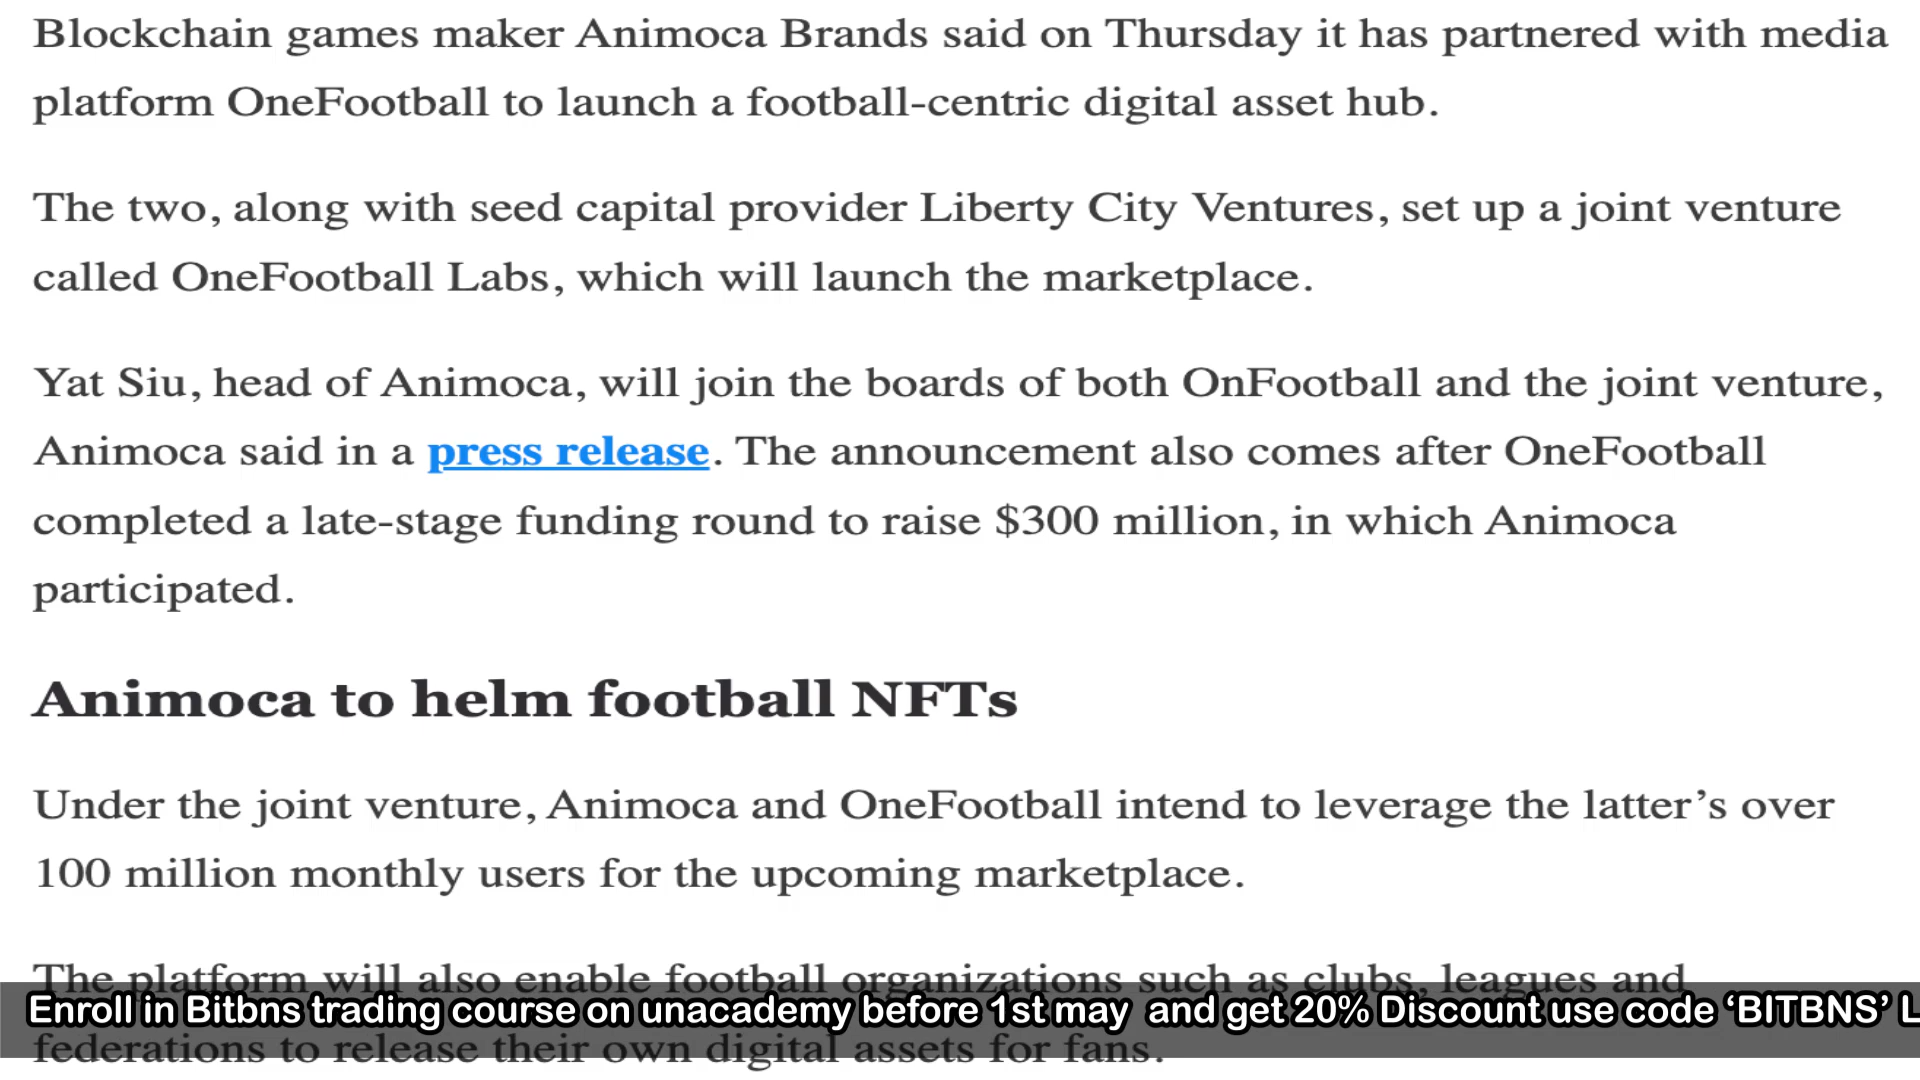 Blockchain games maker Animoca Brands said on Thursday it has partnered with media
platform OneFootball to launch a football-centric digital asset hub.
The two, along with seed capital provider Liberty City Ventures, set up a joint venture
called OneFootball Labs, which will launch the marketplace.
Yat Siu, head of Animoca, will join the boards of both OnFootball and the joint venture,
Animoca said in a press release. The announcement also comes after OneFootball
completed a late-stage funding round to raise $300 million, in which Animoca
participated.
Animoca to helm football NFTs
Under the joint venture, Animoca and OneFootball intend to leverage the latter’s over
100 million monthly users for the upcoming marketplace.
The platform will also enable football organizations such as clubs, leagues and
Enroll in Bitbns trading course on unacademy before 1st may and get 20% Discount use code ‘BITBNS’ L
federations to release their own digital assets for fans.